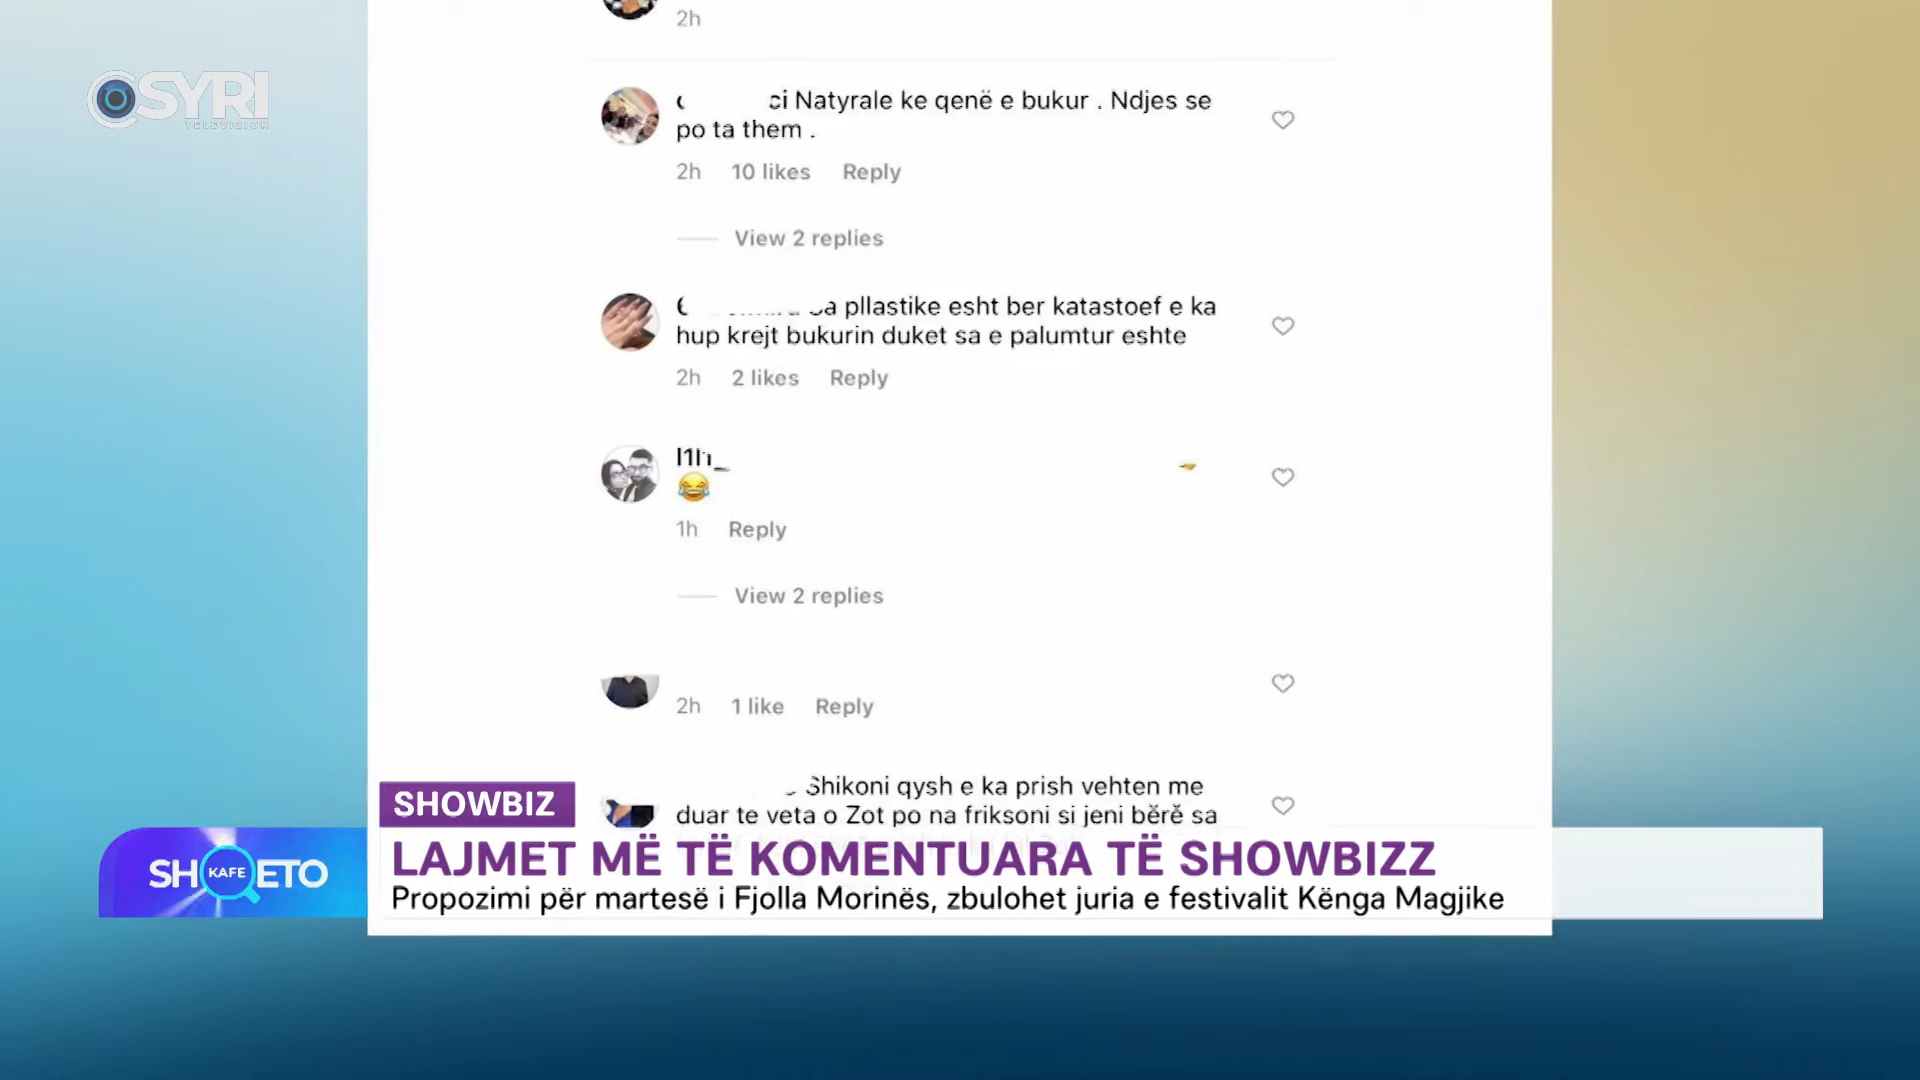 2h
SYRI
TELEVIZION
ci Natyrale ke qenë e bukur . Ndjes se
po ta them .
2h 10 likes Reply
View 2 replies
pllastike esht ber katastoef e ka
hup krejt bukurin duket sa e palumtur eshte
2h 2 likes Reply
😂
1h Reply
View 2 replies
2h 1 like Reply
Shikoni qysh e ka prish vehten me
duar te veta o Zot po na friksoni si jeni bërë sa
SHOWBIZ
LAJMET MË TË KOMENTUARA TË SHOWBIZZ
Propozimi për martesë i Fjolla Morinës, zbulohet juria e festivalit Kënga Magjike
SH KAFE ETO